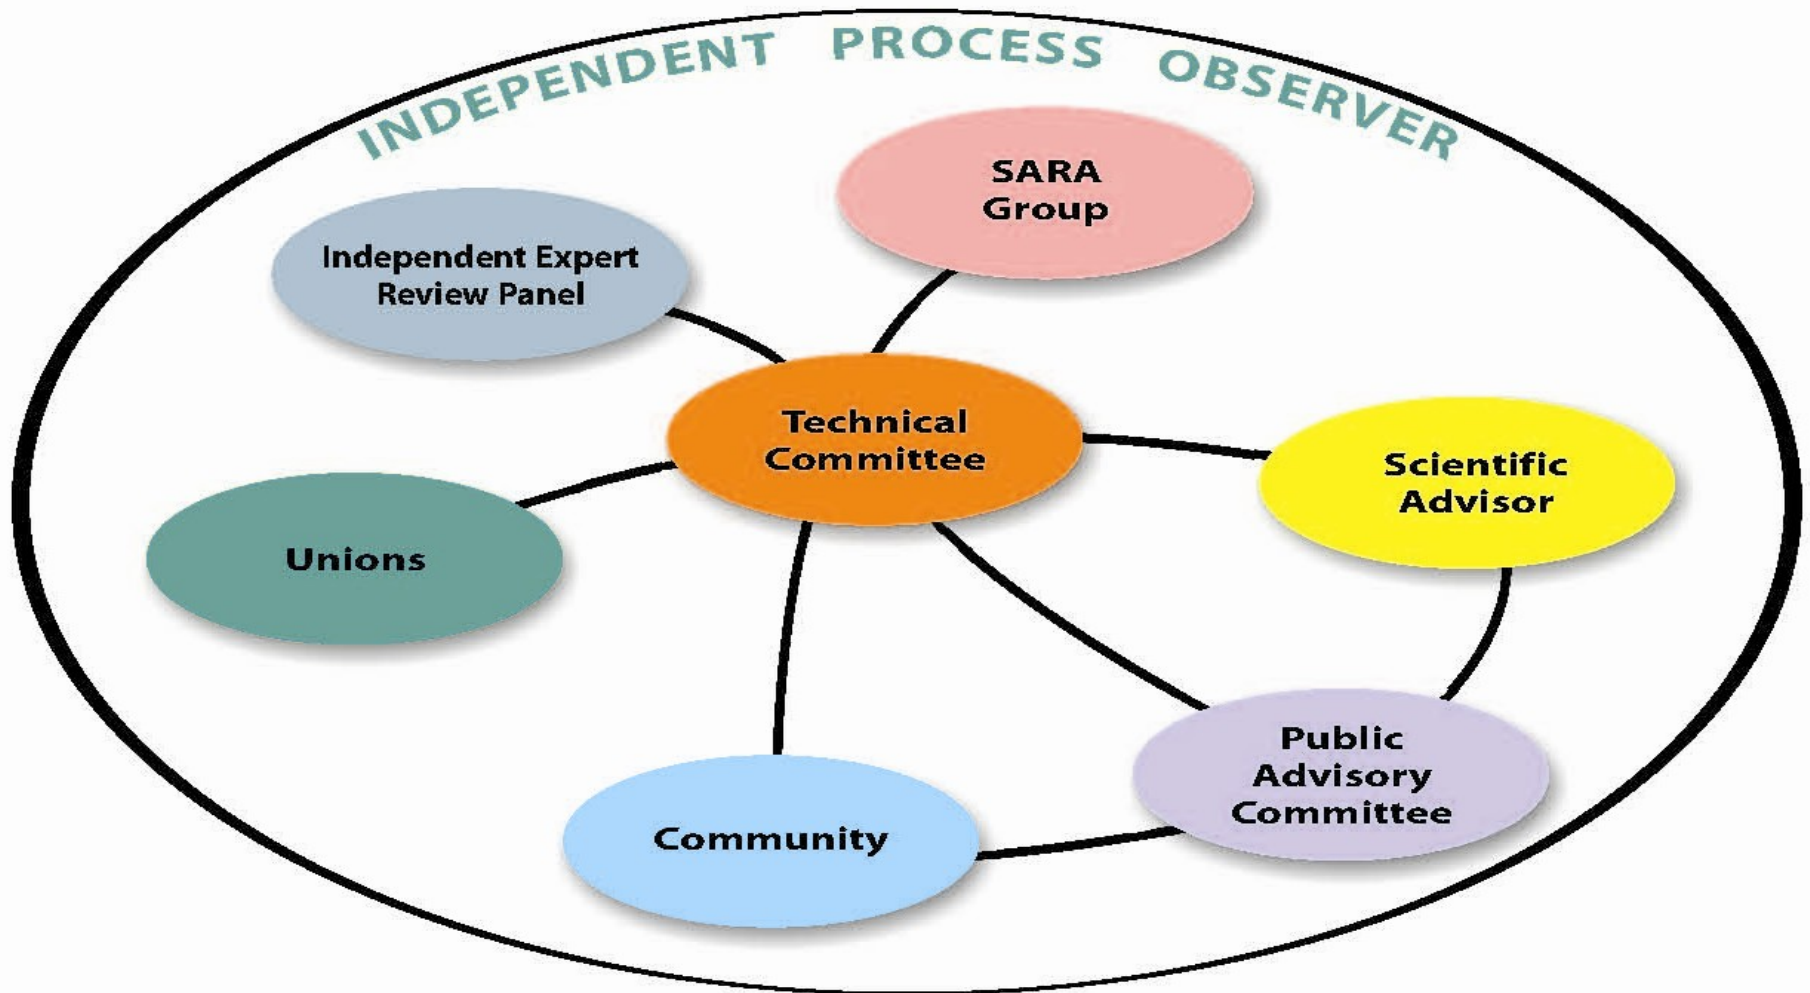 INDEPENDENT PROCESS OBSERVER
SARA
Group
Independent Expert
Review Panel
Technical
Committee
Scientific
Advisor
Unions
Public
Advisory
Committee
Community